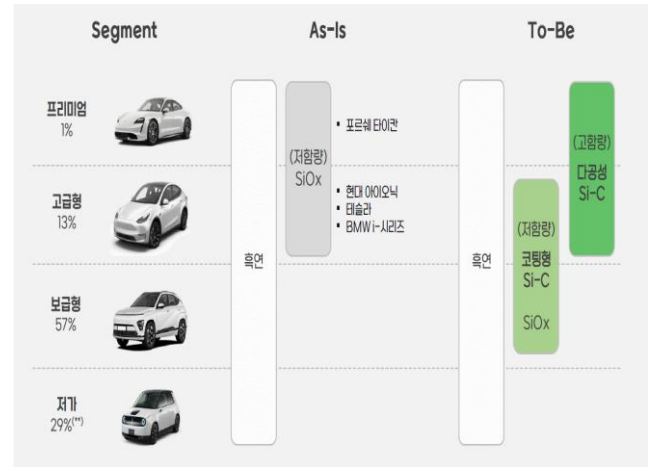 Segment
As-Is
To-Be
프리미엄
1%
고급형
13%
보급형
57%
저가
29%(**)
흑연
(저함량)
SiOx
▪ 포르쉐 타이칸
▪ 현대 아이오닉
▪ 테슬라
▪ BMW i-시리즈
흑연
(저함량)
코팅형
Si-C
SiOx
(고함량)
다공성
Si-C